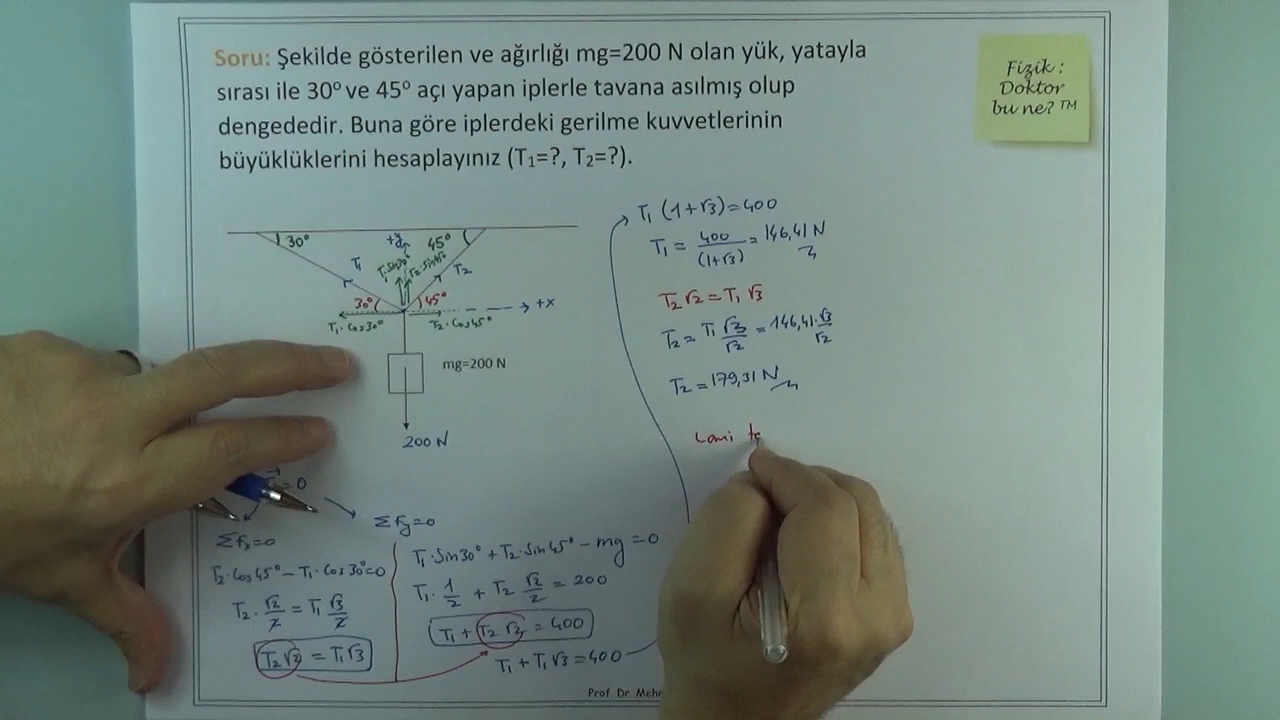 Soru: Şekilde gösterilen ve ağırlığı mg=200 N olan yük, yatayla
sırası ile 30º ve 45º açı yapan iplerle tavana asılmış olup
dengededir. Buna göre iplerdeki gerilme kuvvetlerinin
büyüklüklerini hesaplayınız (T₁=?, T₂=?).
Fizik :
Doktor
bu ne? ™
30°
+y
45°
T₁
T₁·Sin30°
T₂·Sin45°
T₂
30°
45°
+x
T₁·Cos30°
T₂·Cos45°
mg=200 N
200 N
=0
ΣFx=0
T₂·Cos45° − T₁·Cos30°=0
T₂·√2/2 = T₁√3/2
T₂√2 = T₁√3
ΣFy=0
T₁·Sin30° + T₂·Sin45° − mg=0
T₁·1/2 + T₂ √2/2 = 200
T₁ + T₂√2 = 400
T₁ + T₁√3 = 400
T₁ (1+√3)=400
T₁ = 400/(1+√3) = 146,41 N
T₂√2 = T₁√3
T₂ = T₁ √3/√2 = 146,41·√3/√2
T₂ = 179,31 N
Lami te
Prof. Dr. Meh